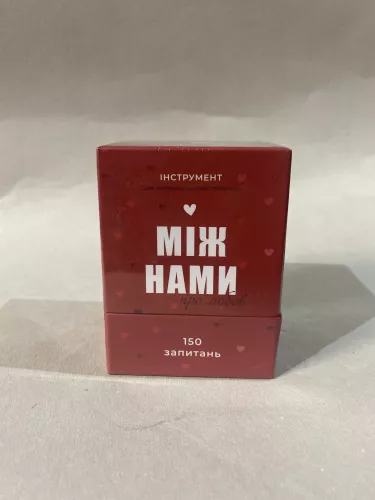 ІНСТРУМЕНТ
МІЖ
НАМИ
про любов
150
запитань